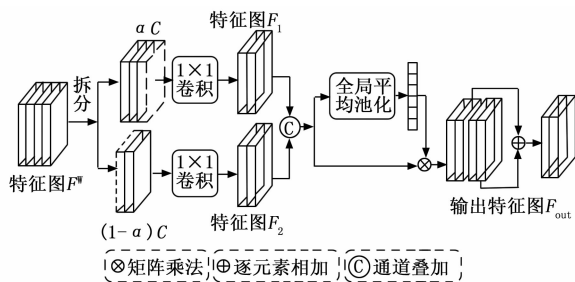 αC
特征图F₁
拆分
1×1
卷积
全局平
均池化
特征图Fᵂ
C
1×1
卷积
(1-α)C
特征图F₂
输出特征图Fout
⊗矩阵乘法
⊕逐元素相加
Ⓒ通道叠加